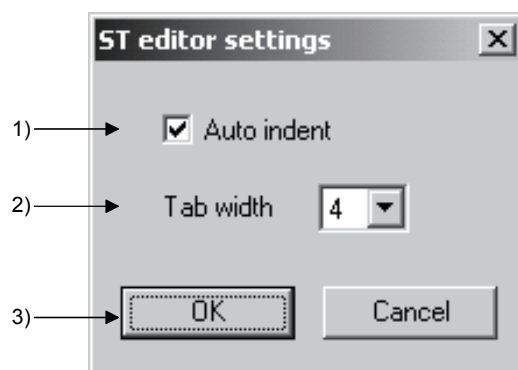 ST editor settings
1) Auto indent
2) Tab width 4
3) OK Cancel